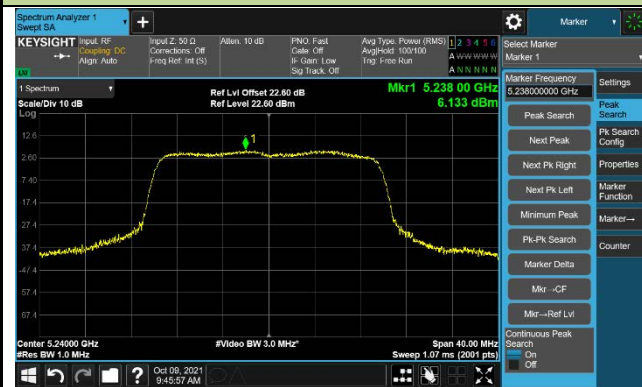 Spectrum Analyzer 1
Swept SA
Marker
KEYSIGHT
Input: RF
Coupling: DC
Align: Auto
Input Z: 50 Ω
Corrections: Off
Freq Ref: Int (S)
Atten: 10 dB
PNO: Fast
Gate: Off
IF Gain: Low
Sig Track: Off
Avg Type: Power (RMS)
Avg|Hold: 100/100
Trig: Free Run
1 2 3 4 5 6
A W W W W W
A N N N N N
LNI
Select Marker
Marker 1
1 Spectrum
Scale/Div 10 dB
Log
Ref Lvl Offset 22.60 dB
Ref Level 22.60 dBm
Mkr1 5.238 00 GHz
6.133 dBm
12.6
2.60
-7.40
-17.4
-27.4
-37.4
-47.4
-57.4
-67.4
1
Center 5.24000 GHz
#Res BW 1.0 MHz
#Video BW 3.0 MHz*
Span 40.00 MHz
Sweep 1.07 ms (2001 pts)
Marker Frequency
5.238000000 GHz
Peak Search
Next Peak
Next Pk Right
Next Pk Left
Minimum Peak
Pk-Pk Search
Marker Delta
Mkr→CF
Mkr→Ref Lvl
Continuous Peak
Search
On
Off
Settings
Peak
Search
Pk Search
Config
Properties
Marker
Function
Marker→
Counter
?
Oct 09, 2021
9:45:57 AM